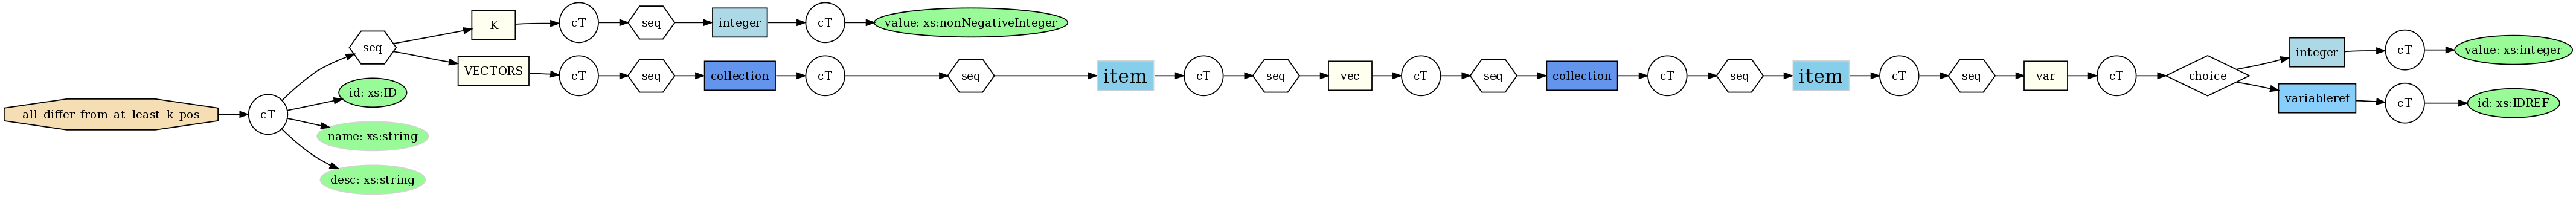 all_differ_from_at_least_k_pos
cT
seq
id: xs:ID
name: xs:string
desc: xs:string
K
cT
seq
integer
cT
value: xs:nonNegativeInteger
VECTORS
cT
seq
collection
cT
seq
item
cT
seq
vec
cT
seq
collection
cT
seq
item
cT
seq
var
cT
choice
integer
cT
value: xs:integer
variableref
cT
id: xs:IDREF